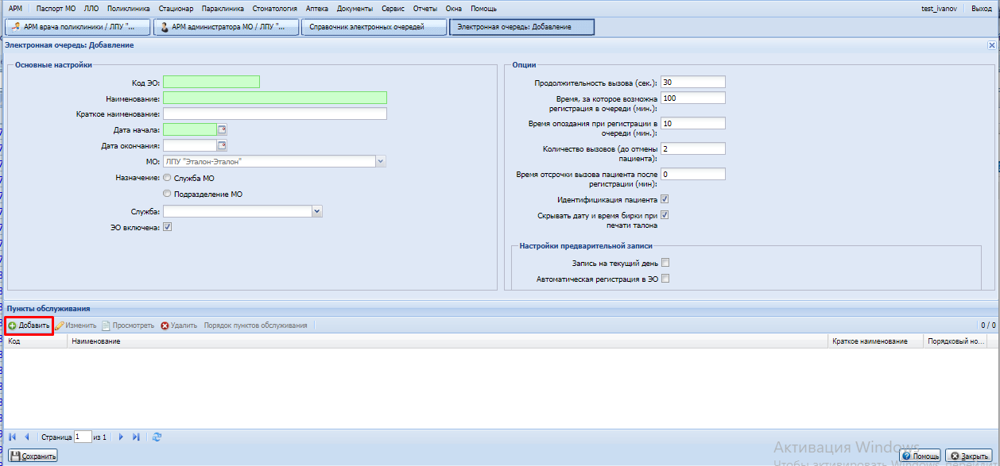 АРМ Паспорт МО ЛЛО Поликлиника Стационар Параклиника Стоматология Аптека Документы Сервис Отчеты Окна Помощь test_ivanov Выход
АРМ врача поликлиники / ЛПУ "... АРМ администратора МО / ЛПУ "... Справочник электронных очередей Электронная очередь: Добавление
Электронная очередь: Добавление
Основные настройки
Код ЭО:
Наименование:
Краткое наименование:
Дата начала:
Дата окончания:
МО: ЛПУ "Эталон-Эталон"
Назначение: Служба МО
Подразделение МО
Служба:
ЭО включена:
Опции
Продолжительность вызова (сек.): 30
Время, за которое возможна
регистрация в очереди (мин.): 100
Время опоздания при регистрации в
очереди (мин.): 10
Количество вызовов (до отмены
пациента): 2
Время отсрочки вызова пациента после
регистрации (мин): 0
Идентифицикация пациента
Скрывать дату и время бирки при
печати талона
Настройки предварительной записи
Запись на текущий день
Автоматическая регистрация в ЭО
Пункты обслуживания
Добавить Изменить Просмотреть Удалить Порядок пунктов обслуживания 0 / 0
Код Наименование Краткое наименование Порядковый но...
Страница 1 из 1
Активация Windows
Чтобы активировать Windows, перейдите
Сохранить Помощь Закрыть